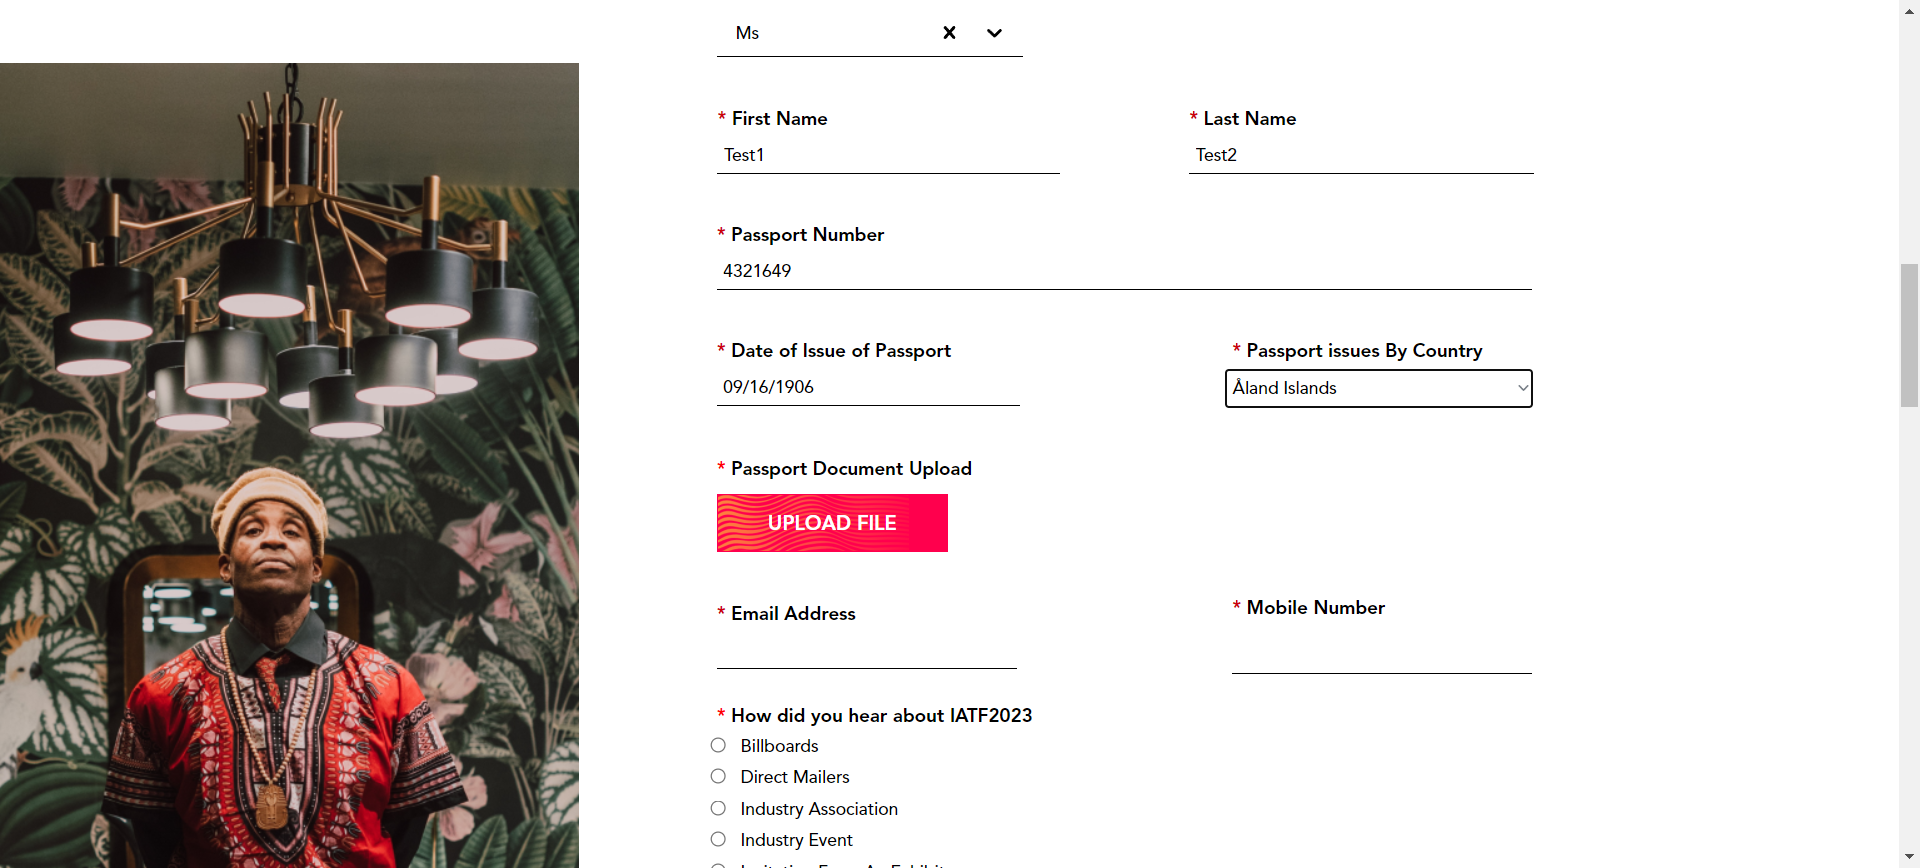 Ms
* First Name
* Last Name
Test1
Test2
* Passport Number
4321649
* Date of Issue of Passport
* Passport issues By Country
09/16/1906
Åland Islands
* Passport Document Upload
UPLOAD FILE
* Email Address
* Mobile Number
* How did you hear about IATF2023
Billboards
Direct Mailers
Industry Association
Industry Event